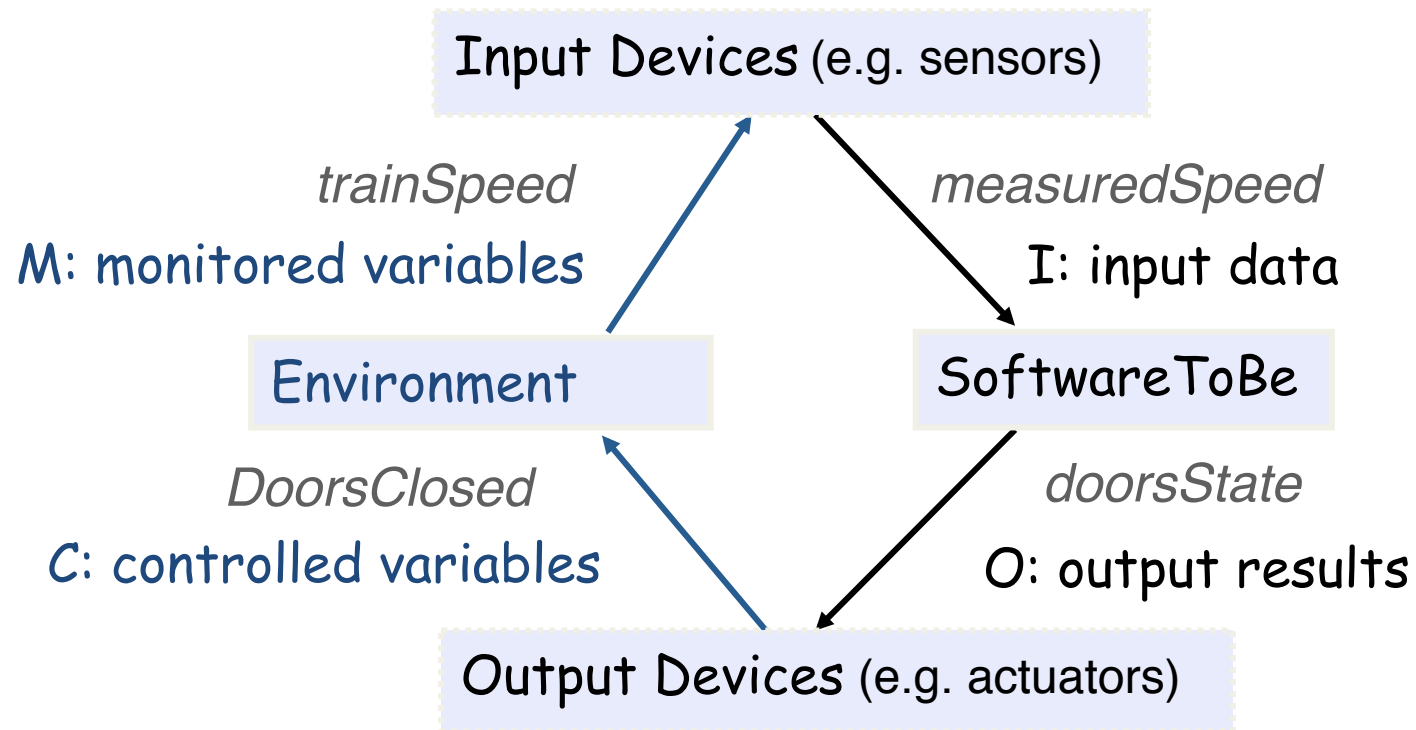 Input Devices (e.g. sensors)
trainSpeed
measuredSpeed
M: monitored variables
I: input data
Environment
SoftwareToBe
DoorsClosed
doorsState
C: controlled variables
O: output results
Output Devices (e.g. actuators)